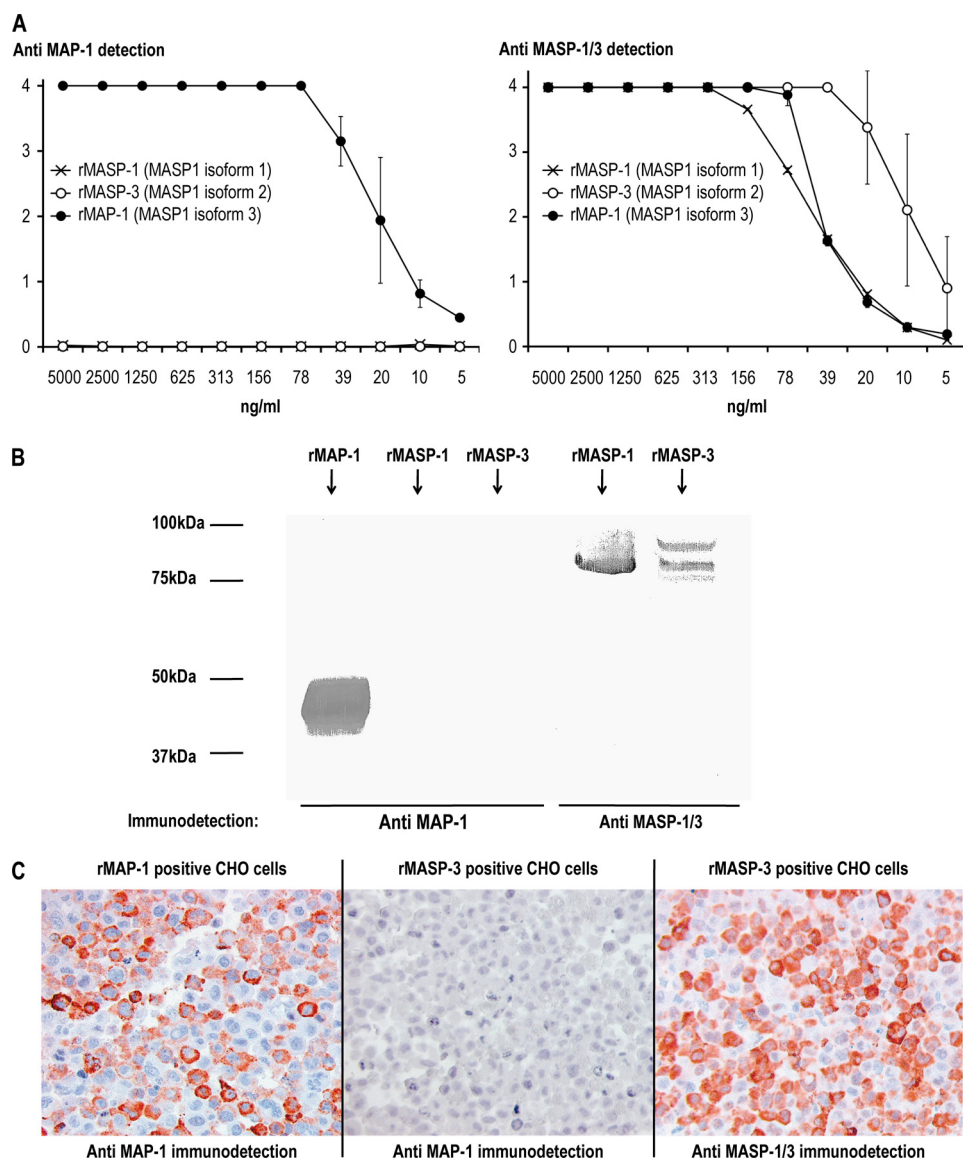 A
Anti MAP-1 detection
4
3
2
1
0
rMASP-1 (MASP1 isoform 1)
rMASP-3 (MASP1 isoform 2)
rMAP-1 (MASP1 isoform 3)
5000 2500 1250 625 313 156 78 39 20 10 5
ng/ml
Anti MASP-1/3 detection
4
3
2
1
0
rMASP-1 (MASP1 isoform 1)
rMASP-3 (MASP1 isoform 2)
rMAP-1 (MASP1 isoform 3)
5000 2500 1250 625 313 156 78 39 20 10 5
ng/ml
B
rMAP-1 rMASP-1 rMASP-3 rMASP-1 rMASP-3
100kDa
75kDa
50kDa
37kDa
Immunodetection: Anti MAP-1 Anti MASP-1/3
C
rMAP-1 positive CHO cells
rMASP-3 positive CHO cells
rMASP-3 positive CHO cells
Anti MAP-1 immunodetection
Anti MAP-1 immunodetection
Anti MASP-1/3 immunodetection